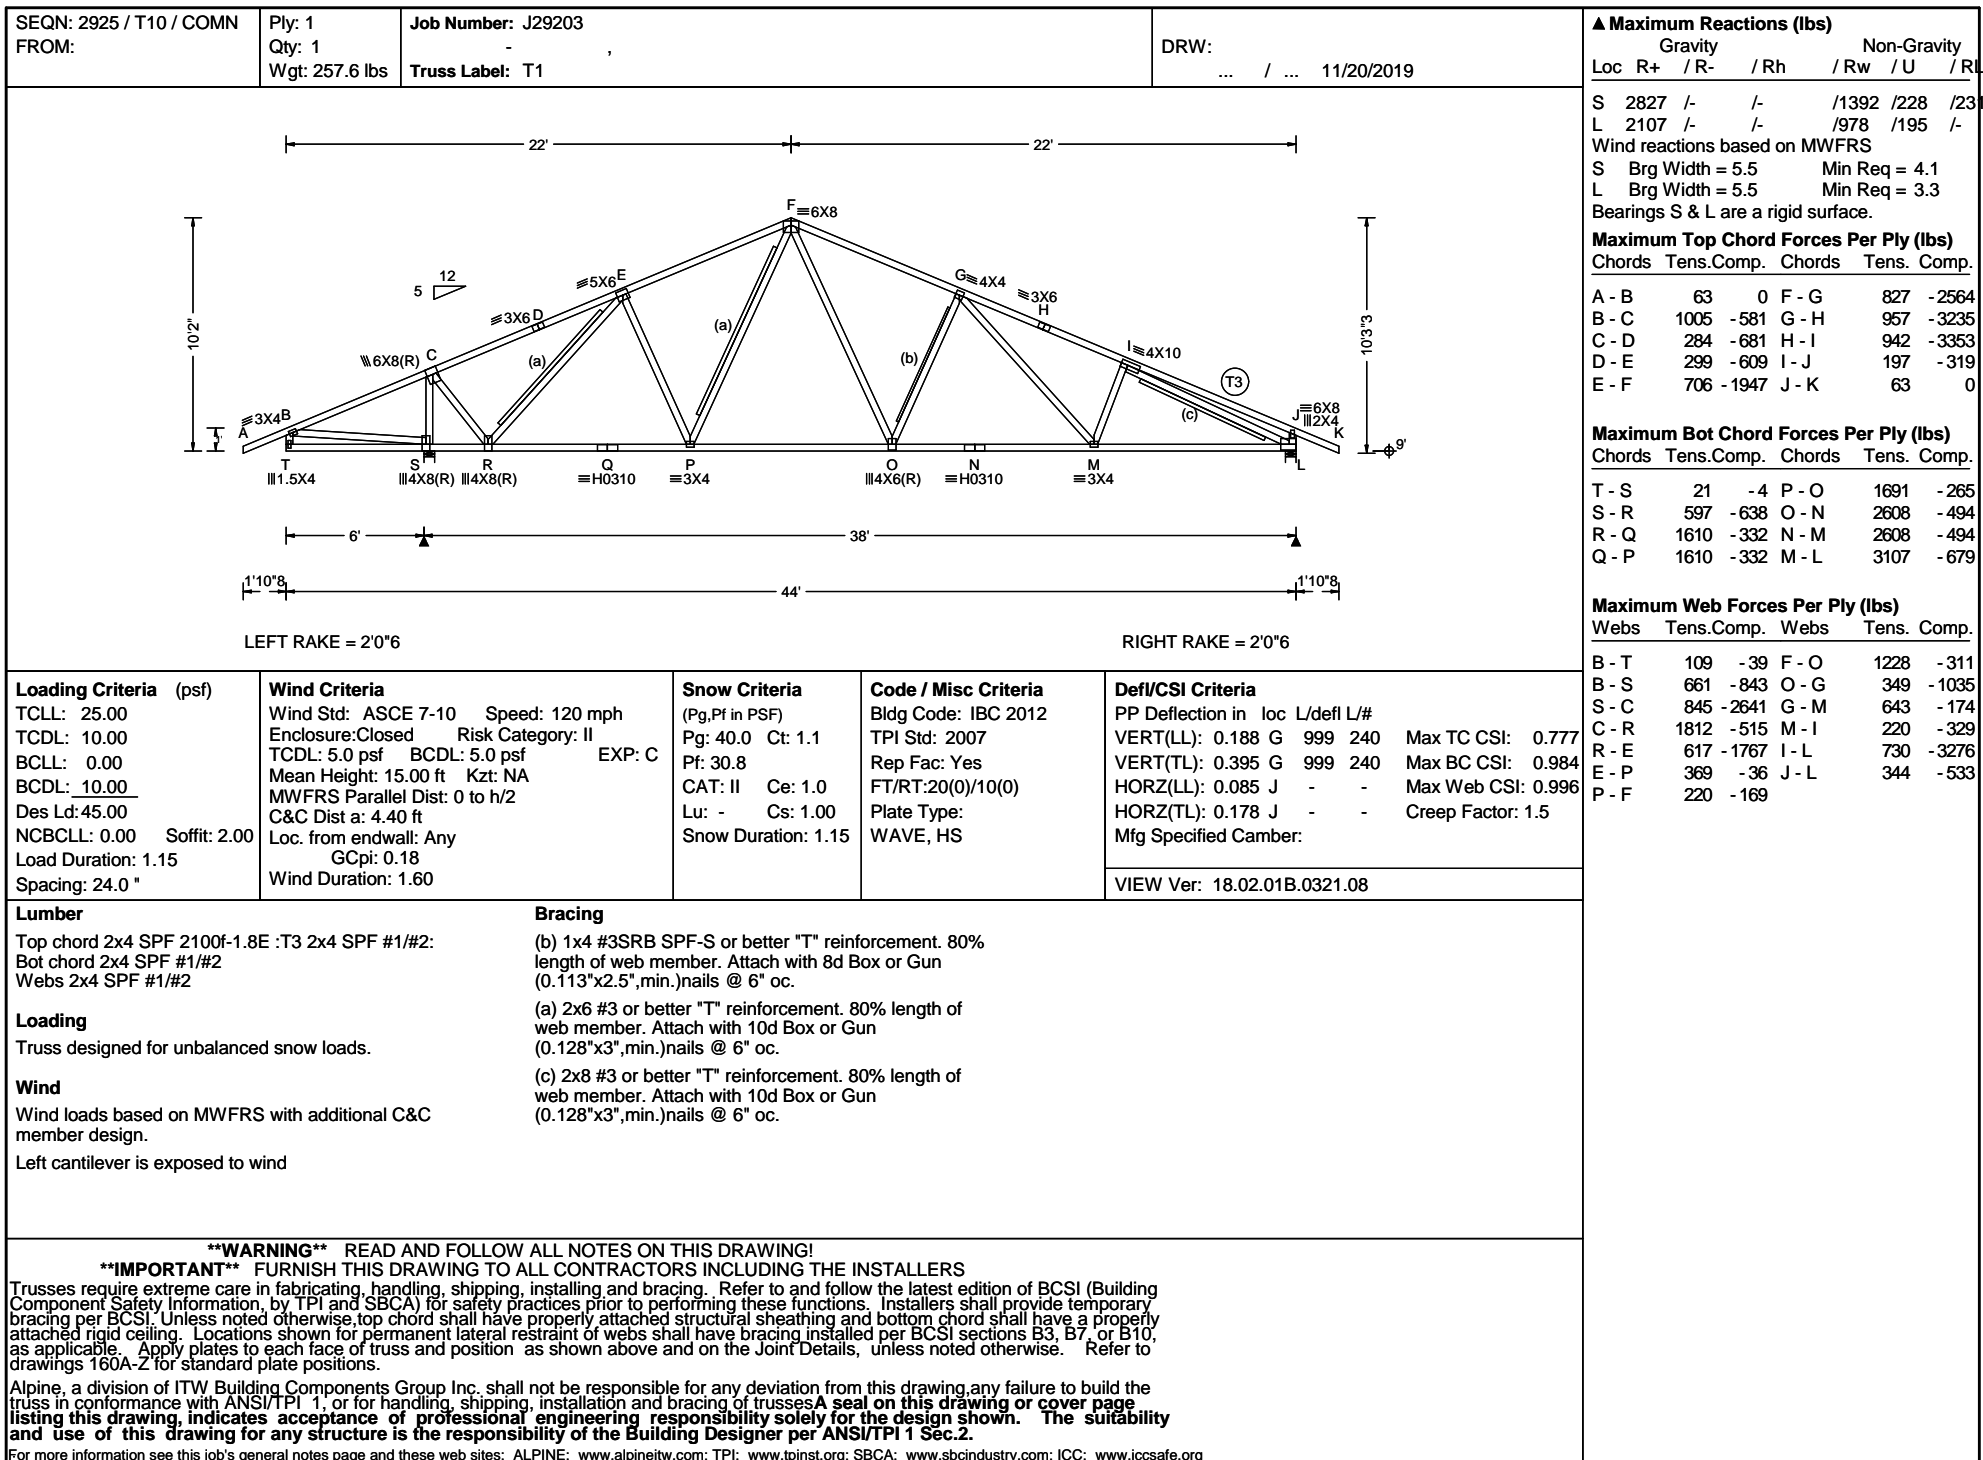 SEQN: 2925 / T10 / COMN
FROM:
Ply: 1
Qty: 1
Wgt: 257.6 lbs
Job Number: J29203
- ,
Truss Label: T1
DRW:
... / ... 11/20/2019
22' 22'
F ≡6X8
10'2"
12
5
≡5X6 E
G ≡4X4
≡3X6
H
≡3X6 D
(a)
(b)
10'3"3
C
\\\6X8(R)
(a)
I ≡4X10
T3
(c)
≡3X4 B
A
J ≡6X8
|||2X4
K
9'
T S R Q P O N M L
|||1.5X4 |||4X8(R) |||4X8(R) ≡H0310 ≡3X4 |||4X6(R) ≡H0310 ≡3X4
6' 38'
1'10"8 44' 1'10"8
LEFT RAKE = 2'0"6 RIGHT RAKE = 2'0"6
▲ Maximum Reactions (lbs)
Gravity Non-Gravity
Loc R+ / R- / Rh / Rw / U / RL
S 2827 /- /- /1392 /228 /231
L 2107 /- /- /978 /195 /-
Wind reactions based on MWFRS
S Brg Width = 5.5 Min Req = 4.1
L Brg Width = 5.5 Min Req = 3.3
Bearings S & L are a rigid surface.
Maximum Top Chord Forces Per Ply (lbs)
Chords Tens.Comp. Chords Tens. Comp.
A - B 63 0 F - G 827 -2564
B - C 1005 -581 G - H 957 -3235
C - D 284 -681 H - I 942 -3353
D - E 299 -609 I - J 197 -319
E - F 706 -1947 J - K 63 0
Maximum Bot Chord Forces Per Ply (lbs)
Chords Tens.Comp. Chords Tens. Comp.
T - S 21 -4 P - O 1691 -265
S - R 597 -638 O - N 2608 -494
R - Q 1610 -332 N - M 2608 -494
Q - P 1610 -332 M - L 3107 -679
Maximum Web Forces Per Ply (lbs)
Webs Tens.Comp. Webs Tens. Comp.
B - T 109 -39 F - O 1228 -311
B - S 661 -843 O - G 349 -1035
S - C 845 -2641 G - M 643 -174
C - R 1812 -515 M - I 220 -329
R - E 617 -1767 I - L 730 -3276
E - P 369 -36 J - L 344 -533
P - F 220 -169
Loading Criteria (psf)
TCLL: 25.00
TCDL: 10.00
BCLL: 0.00
BCDL: 10.00
Des Ld: 45.00
NCBCLL: 0.00 Soffit: 2.00
Load Duration: 1.15
Spacing: 24.0 "
Wind Criteria
Wind Std: ASCE 7-10 Speed: 120 mph
Enclosure:Closed Risk Category: II
TCDL: 5.0 psf BCDL: 5.0 psf EXP: C
Mean Height: 15.00 ft Kzt: NA
MWFRS Parallel Dist: 0 to h/2
C&C Dist a: 4.40 ft
Loc. from endwall: Any
GCpi: 0.18
Wind Duration: 1.60
Snow Criteria
(Pg,Pf in PSF)
Pg: 40.0 Ct: 1.1
Pf: 30.8
CAT: II Ce: 1.0
Lu: - Cs: 1.00
Snow Duration: 1.15
Code / Misc Criteria
Bldg Code: IBC 2012
TPI Std: 2007
Rep Fac: Yes
FT/RT:20(0)/10(0)
Plate Type:
WAVE, HS
Defl/CSI Criteria
PP Deflection in loc L/defl L/#
VERT(LL): 0.188 G 999 240 Max TC CSI: 0.777
VERT(TL): 0.395 G 999 240 Max BC CSI: 0.984
HORZ(LL): 0.085 J - - Max Web CSI: 0.996
HORZ(TL): 0.178 J - - Creep Factor: 1.5
Mfg Specified Camber:
VIEW Ver: 18.02.01B.0321.08
Lumber
Top chord 2x4 SPF 2100f-1.8E :T3 2x4 SPF #1/#2:
Bot chord 2x4 SPF #1/#2
Webs 2x4 SPF #1/#2
Loading
Truss designed for unbalanced snow loads.
Wind
Wind loads based on MWFRS with additional C&C
member design.
Left cantilever is exposed to wind
Bracing
(b) 1x4 #3SRB SPF-S or better "T" reinforcement. 80%
length of web member. Attach with 8d Box or Gun
(0.113"x2.5",min.)nails @ 6" oc.
(a) 2x6 #3 or better "T" reinforcement. 80% length of
web member. Attach with 10d Box or Gun
(0.128"x3",min.)nails @ 6" oc.
(c) 2x8 #3 or better "T" reinforcement. 80% length of
web member. Attach with 10d Box or Gun
(0.128"x3",min.)nails @ 6" oc.
**WARNING** READ AND FOLLOW ALL NOTES ON THIS DRAWING!
**IMPORTANT** FURNISH THIS DRAWING TO ALL CONTRACTORS INCLUDING THE INSTALLERS
Trusses require extreme care in fabricating, handling, shipping, installing and bracing. Refer to and follow the latest edition of BCSI (Building
Component Safety Information, by TPI and SBCA) for safety practices prior to performing these functions. Installers shall provide temporary
bracing per BCSI. Unless noted otherwise,top chord shall have properly attached structural sheathing and bottom chord shall have a properly
attached rigid ceiling. Locations shown for permanent lateral restraint of webs shall have bracing installed per BCSI sections B3, B7, or B10,
as applicable. Apply plates to each face of truss and position as shown above and on the Joint Details, unless noted otherwise. Refer to
drawings 160A-Z for standard plate positions.
Alpine, a division of ITW Building Components Group Inc. shall not be responsible for any deviation from this drawing,any failure to build the
truss in conformance with ANSI/TPI 1, or for handling, shipping, installation and bracing of trussesA seal on this drawing or cover page
listing this drawing, indicates acceptance of professional engineering responsibility solely for the design shown. The suitability
and use of this drawing for any structure is the responsibility of the Building Designer per ANSI/TPI 1 Sec.2.
For more information see this job's general notes page and these web sites: ALPINE: www.alpineitw.com; TPI: www.tpinst.org; SBCA: www.sbcindustry.com; ICC: www.iccsafe.org